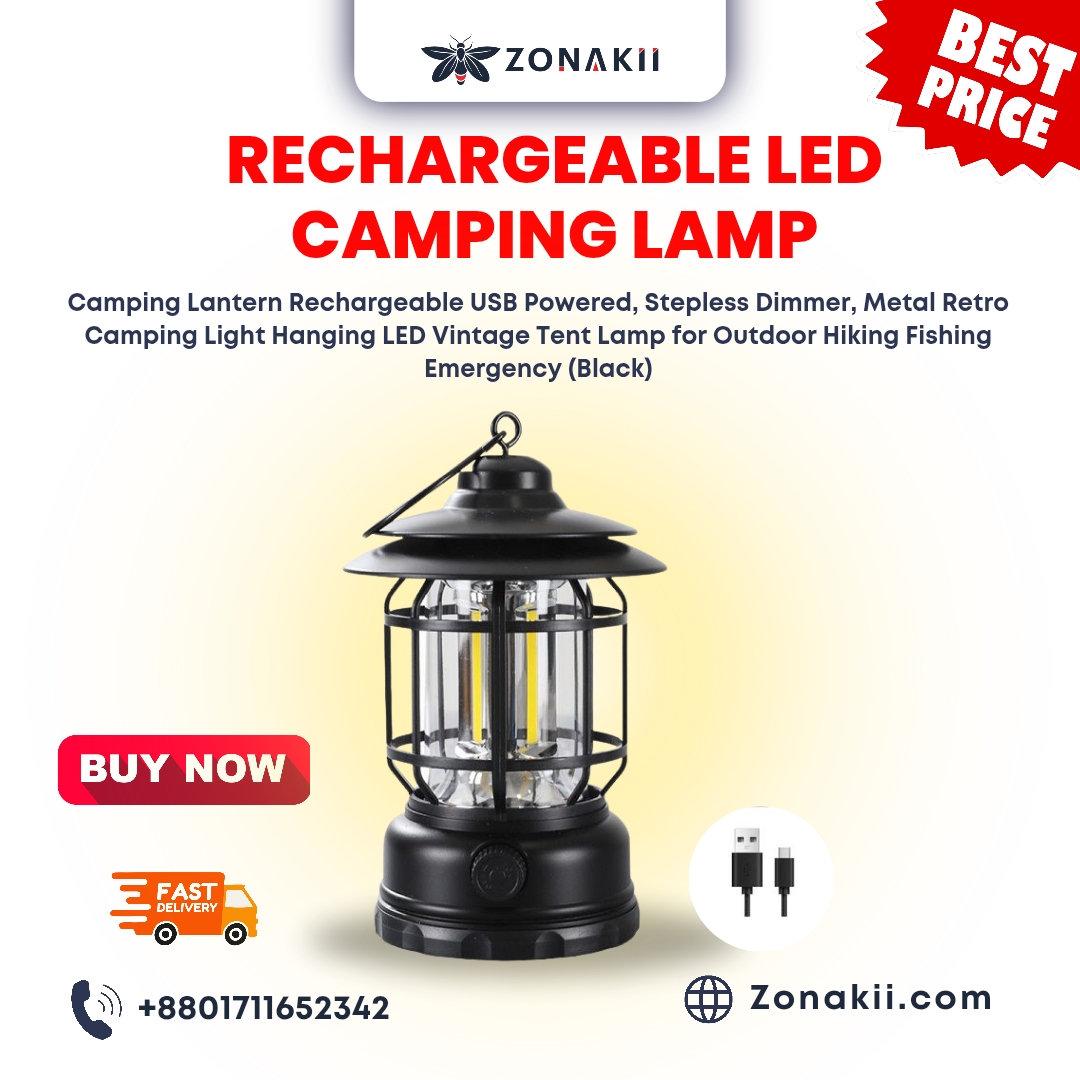 ZONAKII
BEST
PRICE
RECHARGEABLE LED
CAMPING LAMP
Camping Lantern Rechargeable USB Powered, Stepless Dimmer, Metal Retro
Camping Light Hanging LED Vintage Tent Lamp for Outdoor Hiking Fishing
Emergency (Black)
BUY NOW
FAST
DELIVERY
+8801711652342
Zonakii.com